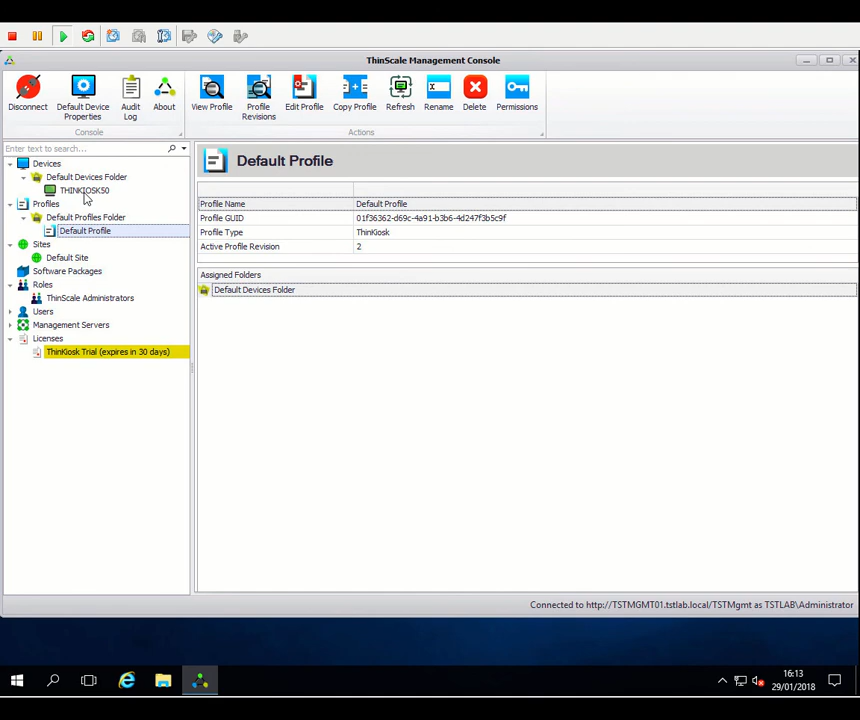 ThinScale Management Console
Disconnect
Default Device
Properties
Audit
Log
About
View Profile
Profile
Revisions
Edit Profile
Copy Profile
Refresh
Rename
Delete
Permissions
Console
Actions
Enter text to search...
Devices
Default Devices Folder
THINKIOSK50
Profiles
Default Profiles Folder
Default Profile
Sites
Default Site
Software Packages
Roles
ThinScale Administrators
Users
Management Servers
Licenses
ThinKiosk Trial (expires in 30 days)
Default Profile
Profile Name Default Profile
Profile GUID 01f36362-d69c-4a91-b3b6-4d247f3b5c9f
Profile Type ThinKiosk
Active Profile Revision 2
Assigned Folders
Default Devices Folder
Connected to http://TSTMGMT01.tstlab.local/TSTMgmt as TSTLAB\Administrator
16:13
29/01/2018